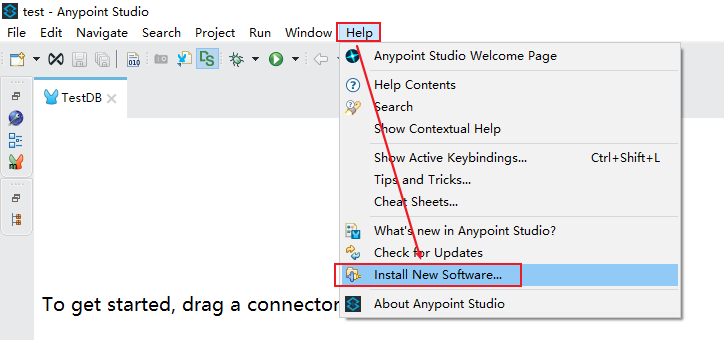 test - Anypoint Studio
File Edit Navigate Search Project Run Window Help
010
TestDB
To get started, drag a connector
Anypoint Studio Welcome Page
Help Contents
Search
Show Contextual Help
Show Active Keybindings... Ctrl+Shift+L
Tips and Tricks...
Cheat Sheets...
What's new in Anypoint Studio?
Check for Updates
Install New Software...
About Anypoint Studio